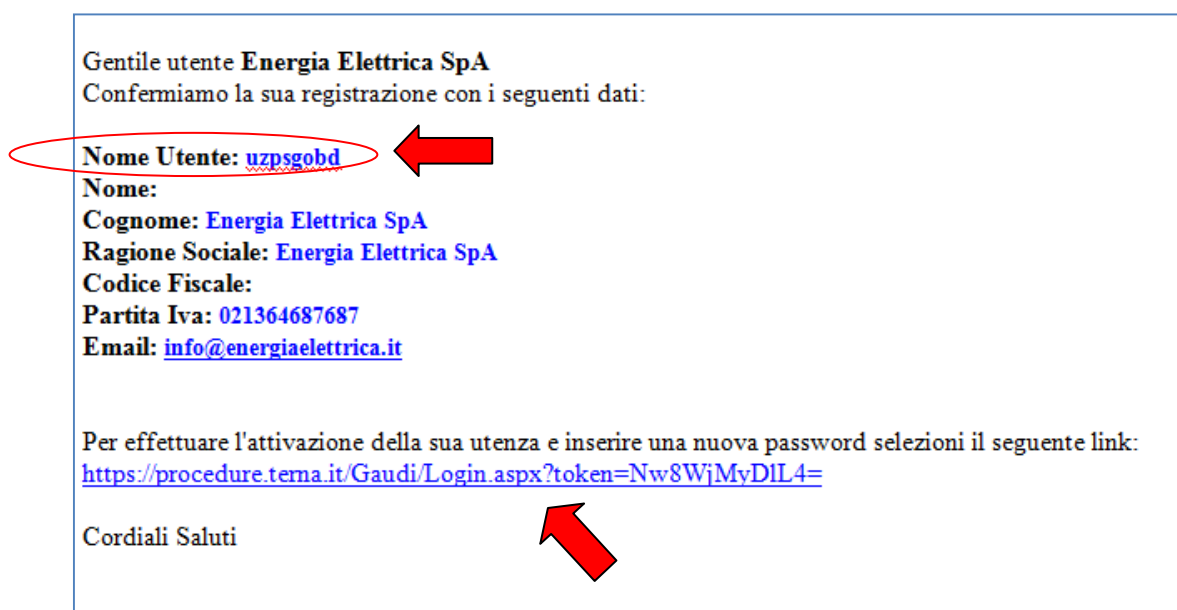 Gentile utente Energia Elettrica SpA
Confermiamo la sua registrazione con i seguenti dati:
Nome Utente: uzpsgobd
Nome:
Cognome: Energia Elettrica SpA
Ragione Sociale: Energia Elettrica SpA
Codice Fiscale:
Partita Iva: 021364687687
Email: info@energiaelettrica.it
Per effettuare l'attivazione della sua utenza e inserire una nuova password selezioni il seguente link:
https://procedure.terna.it/Gaudi/Login.aspx?token=Nw8WjMyDlL4=
Cordiali Saluti